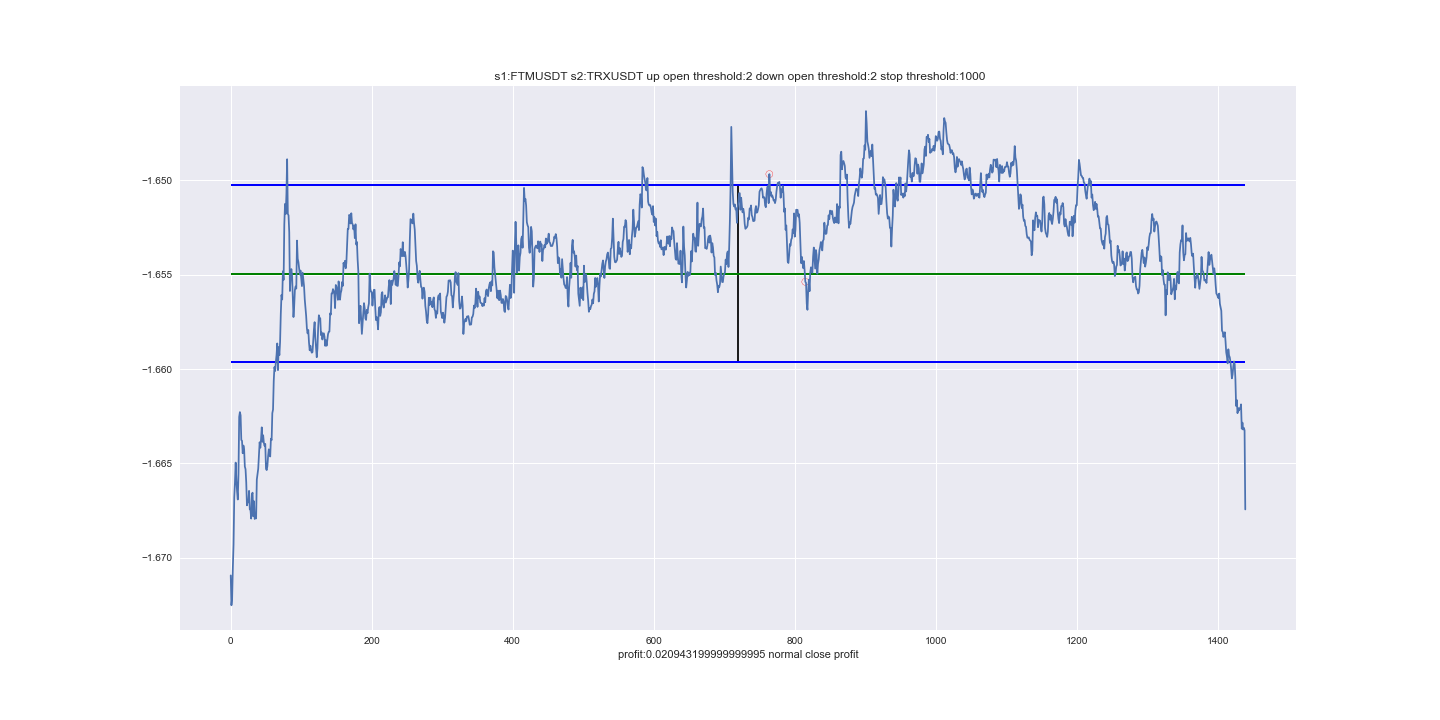 s1:FTMUSDT s2:TRXUSDT up open threshold:2 down open threshold:2 stop threshold:1000
−1.650
−1.655
−1.660
−1.665
−1.670
0 200 400 600 800 1000 1200 1400
profit:0.020943199999999995 normal close profit